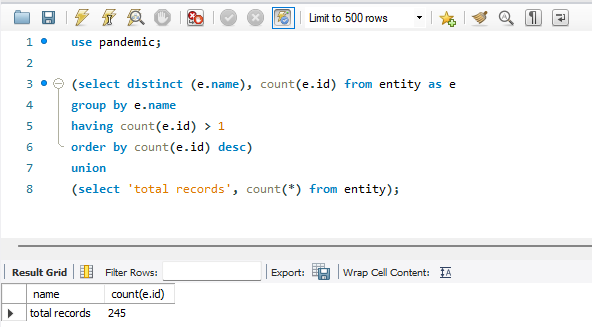 Limit to 500 rows
1 use pandemic;
2
3 (select distinct (e.name), count(e.id) from entity as e
4 group by e.name
5 having count(e.id) > 1
6 order by count(e.id) desc)
7 union
8 (select 'total records', count(*) from entity);
Result Grid Filter Rows: Export: Wrap Cell Content: IA
name count(e.id)
total records 245